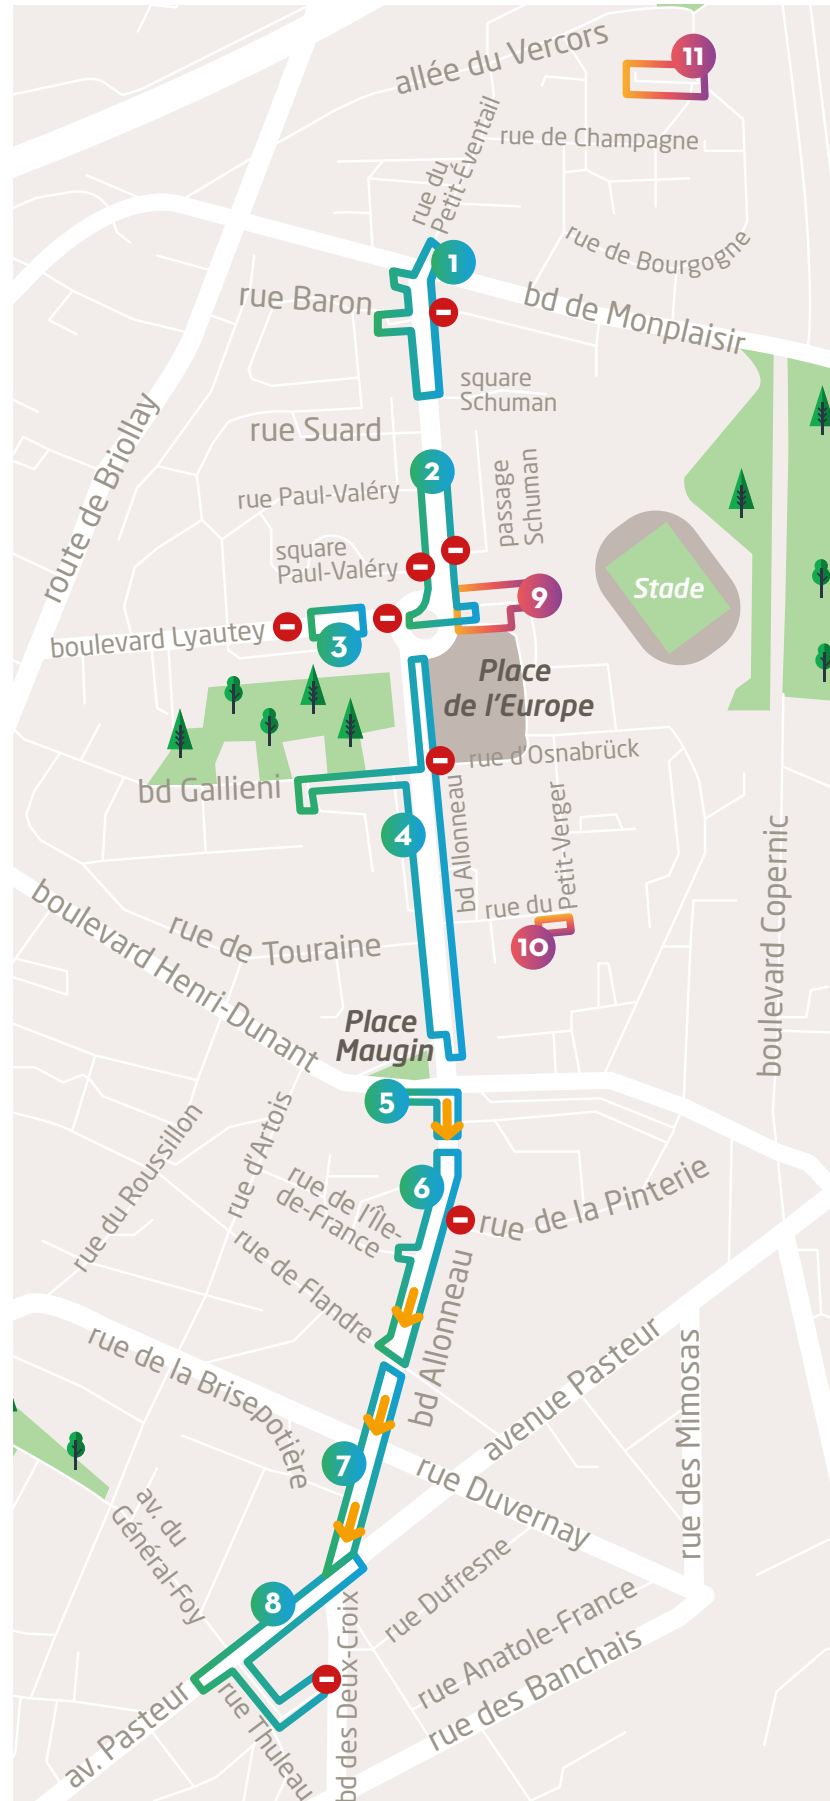 11
allée du Vercors
rue de Champagne
rue du
Petit-Éventail
rue de Bourgogne
1
rue Baron
bd de Monplaisir
square
Schuman
rue Suard
route de Briollay
2
rue Paul-Valéry
passage
Schuman
square
Paul-Valéry
Stade
9
boulevard Lyautey
3
Place
de l'Europe
rue d'Osnabrück
bd Gallieni
bd Allonneau
Petit-Verger
4
boulevard Copernic
rue du
10
boulevard Henri-Dunant
rue de Touraine
Place
Maugin
5
rue du Roussillon
rue d'Artois
6
rue de l'Île-
de-France
rue de la Pinterie
rue de Flandre
bd Allonneau
rue de la Brisepotière
avenue Pasteur
rue des Mimosas
7
rue Duvernay
av. du
Général-Foy
8
rue Dufresne
rue Anatole-France
rue des Banchais
bd des Deux-Croix
rue Thuleau
av. Pasteur